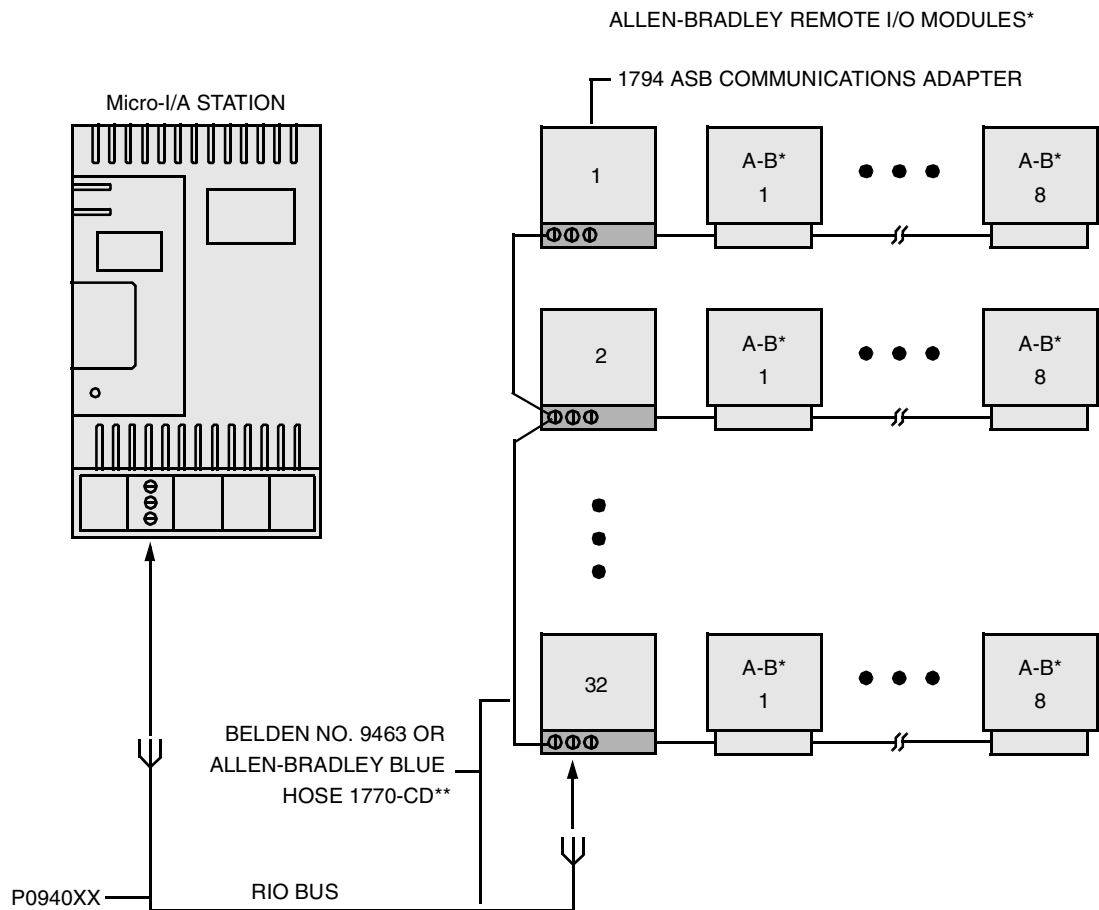 ALLEN-BRADLEY REMOTE I/O MODULES*
1794 ASB COMMUNICATIONS ADAPTER
Micro-I/A STATION
1
A-B*
1
A-B*
8
2
A-B*
1
A-B*
8
32
A-B*
1
A-B*
8
BELDEN NO. 9463 OR
ALLEN-BRADLEY BLUE
HOSE 1770-CD**
P0940XX
RIO BUS